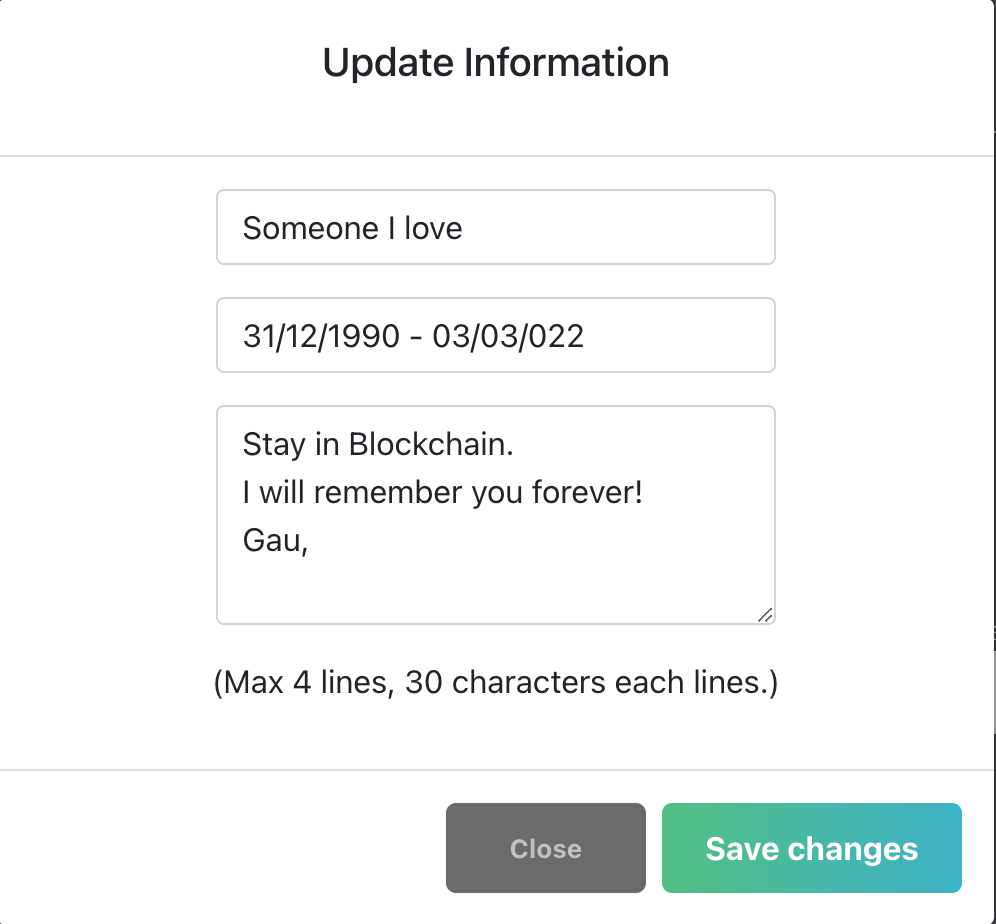 Update Information
Someone I love
31/12/1990 - 03/03/022
Stay in Blockchain.
I will remember you forever!
Gau,
(Max 4 lines, 30 characters each lines.)
Close
Save changes